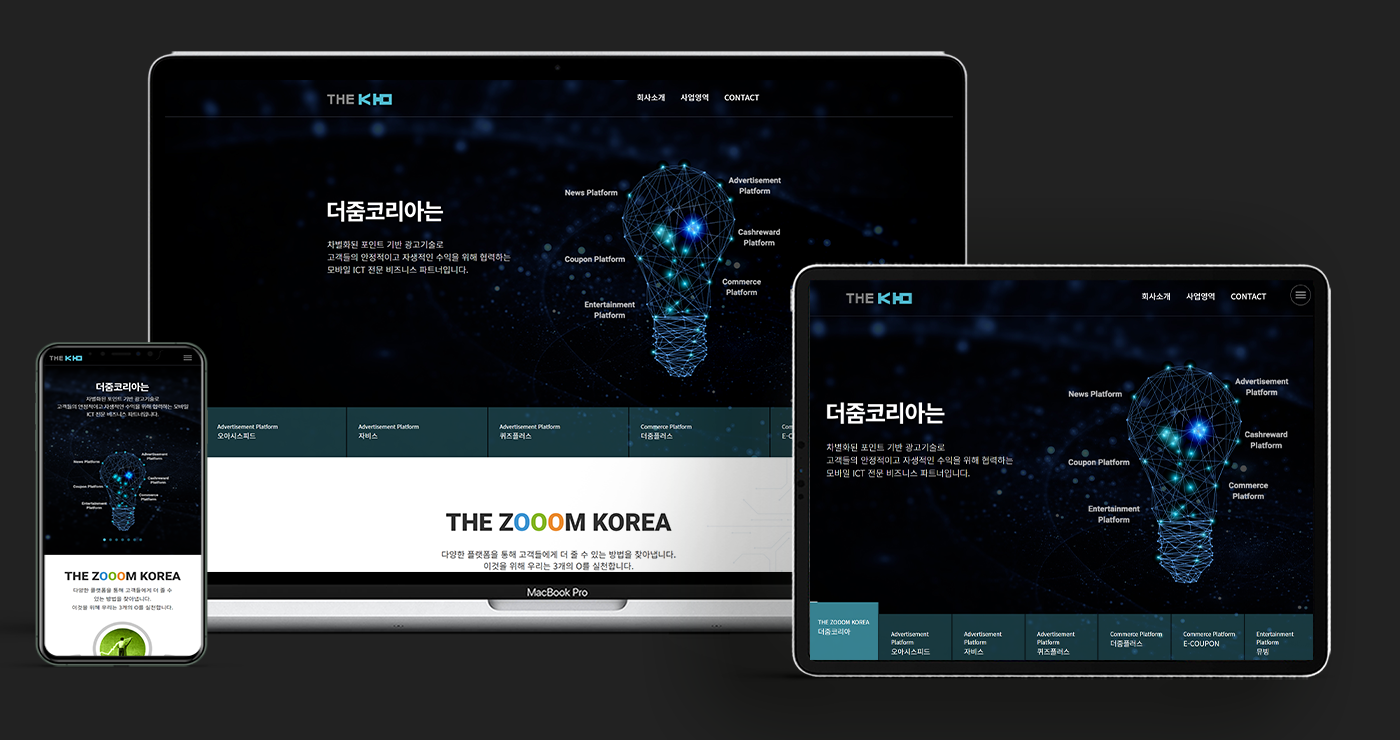 THE KHO
회사소개 사업영역 CONTACT
더줌코리아는
차별화된 포인트 기반 광고기술로
고객들의 안정적이고 자생적인 수익을 위해 협력하는
모바일 ICT 전문 비즈니스 파트너입니다.
News Platform
Advertisement
Platform
Cashreward
Platform
Coupon Platform
Commerce
Platform
Entertainment
Platform
Advertisement Platform
오아시스피드
Advertisement Platform
자비스
Advertisement Platform
퀴즈플러스
Commerce Platform
더줌플러스
THE ZOOOM KOREA
다양한 플랫폼을 통해 고객들에게 더 줄 수 있는 방법을 찾아냅니다.
이것을 위해 우리는 3개의 O를 실천합니다.
MacBook Pro
THE KHO
더줌코리아는
차별화된 포인트 기반 광고기술로
고객들의 안정적이고 자생적인 수익을 위해 협력하는 모바일
ICT 전문 비즈니스 파트너입니다.
News Platform
Advertisement
Platform
Cashreward
Platform
Coupon Platform
Commerce
Platform
Entertainment
Platform
THE ZOOOM KOREA
다양한 플랫폼을 통해 고객들에게 더 줄 수
있는 방법을 찾아냅니다.
이것을 위해 우리는 3개의 O를 실천합니다.
THE KHO
회사소개 사업영역 CONTACT
더줌코리아는
차별화된 포인트 기반 광고기술로
고객들의 안정적이고 자생적인 수익을 위해 협력하는
모바일 ICT 전문 비즈니스 파트너입니다.
News Platform
Advertisement
Platform
Cashreward
Platform
Coupon Platform
Commerce
Platform
Entertainment
Platform
THE ZOOOM KOREA
더줌코리아
Advertisement
Platform
오아시스피드
Advertisement
Platform
자비스
Advertisement
Platform
퀴즈플러스
Commerce Platform
더줌플러스
Commerce Platform
E-COUPON
Entertainment
Platform
뮤빙